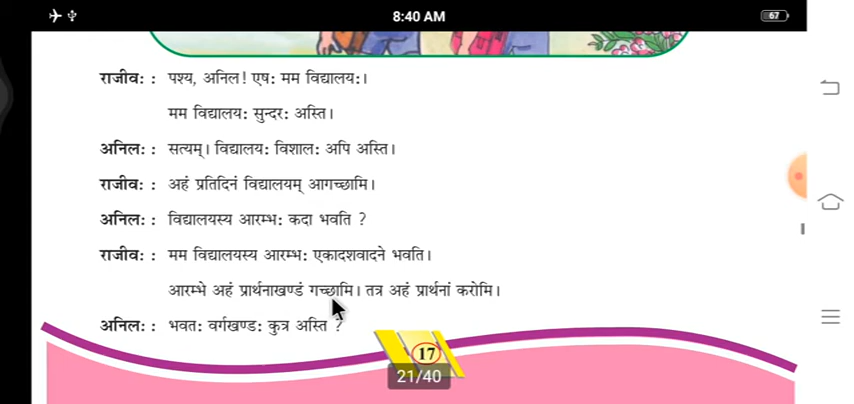 8:40 AM
67
राजीवः : पश्य, अनिल! एषः मम विद्यालयः।
मम विद्यालयः सुन्दरः अस्ति।
अनिलः : सत्यम्। विद्यालयः विशालः अपि अस्ति।
राजीवः : अहं प्रतिदिनं विद्यालयम् आगच्छामि।
अनिलः : विद्यालयस्य आरम्भः कदा भवति ?
राजीवः : मम विद्यालयस्य आरम्भः एकादशवादने भवति।
आरम्भे अहं प्रार्थनाखण्डं गच्छामि। तत्र अहं प्रार्थनां करोमि।
अनिलः : भवतः वर्गखण्डः कुत्र अस्ति ?
17
21/40